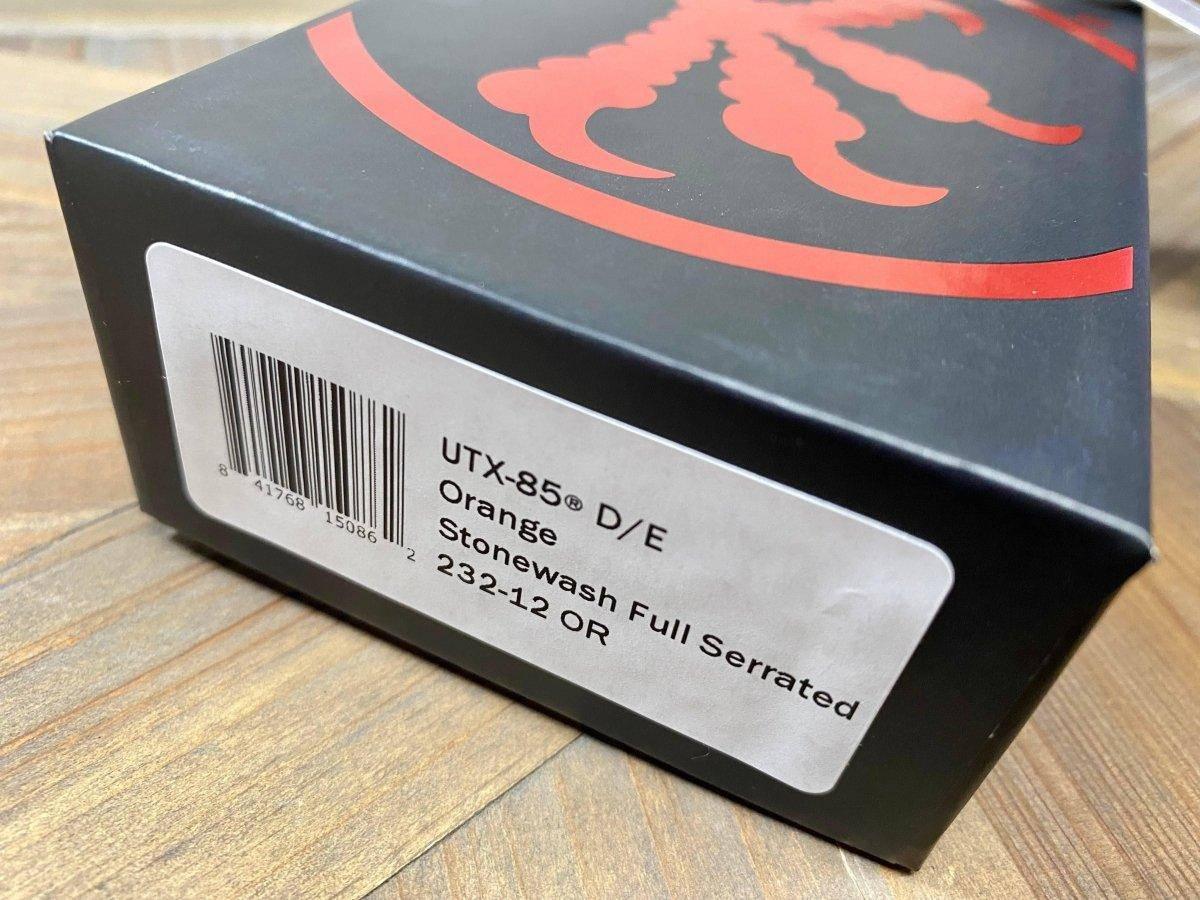 UTX-85® D/E
Orange
Stonewash Full Serrated
232-12 OR
8 41768 15086 2